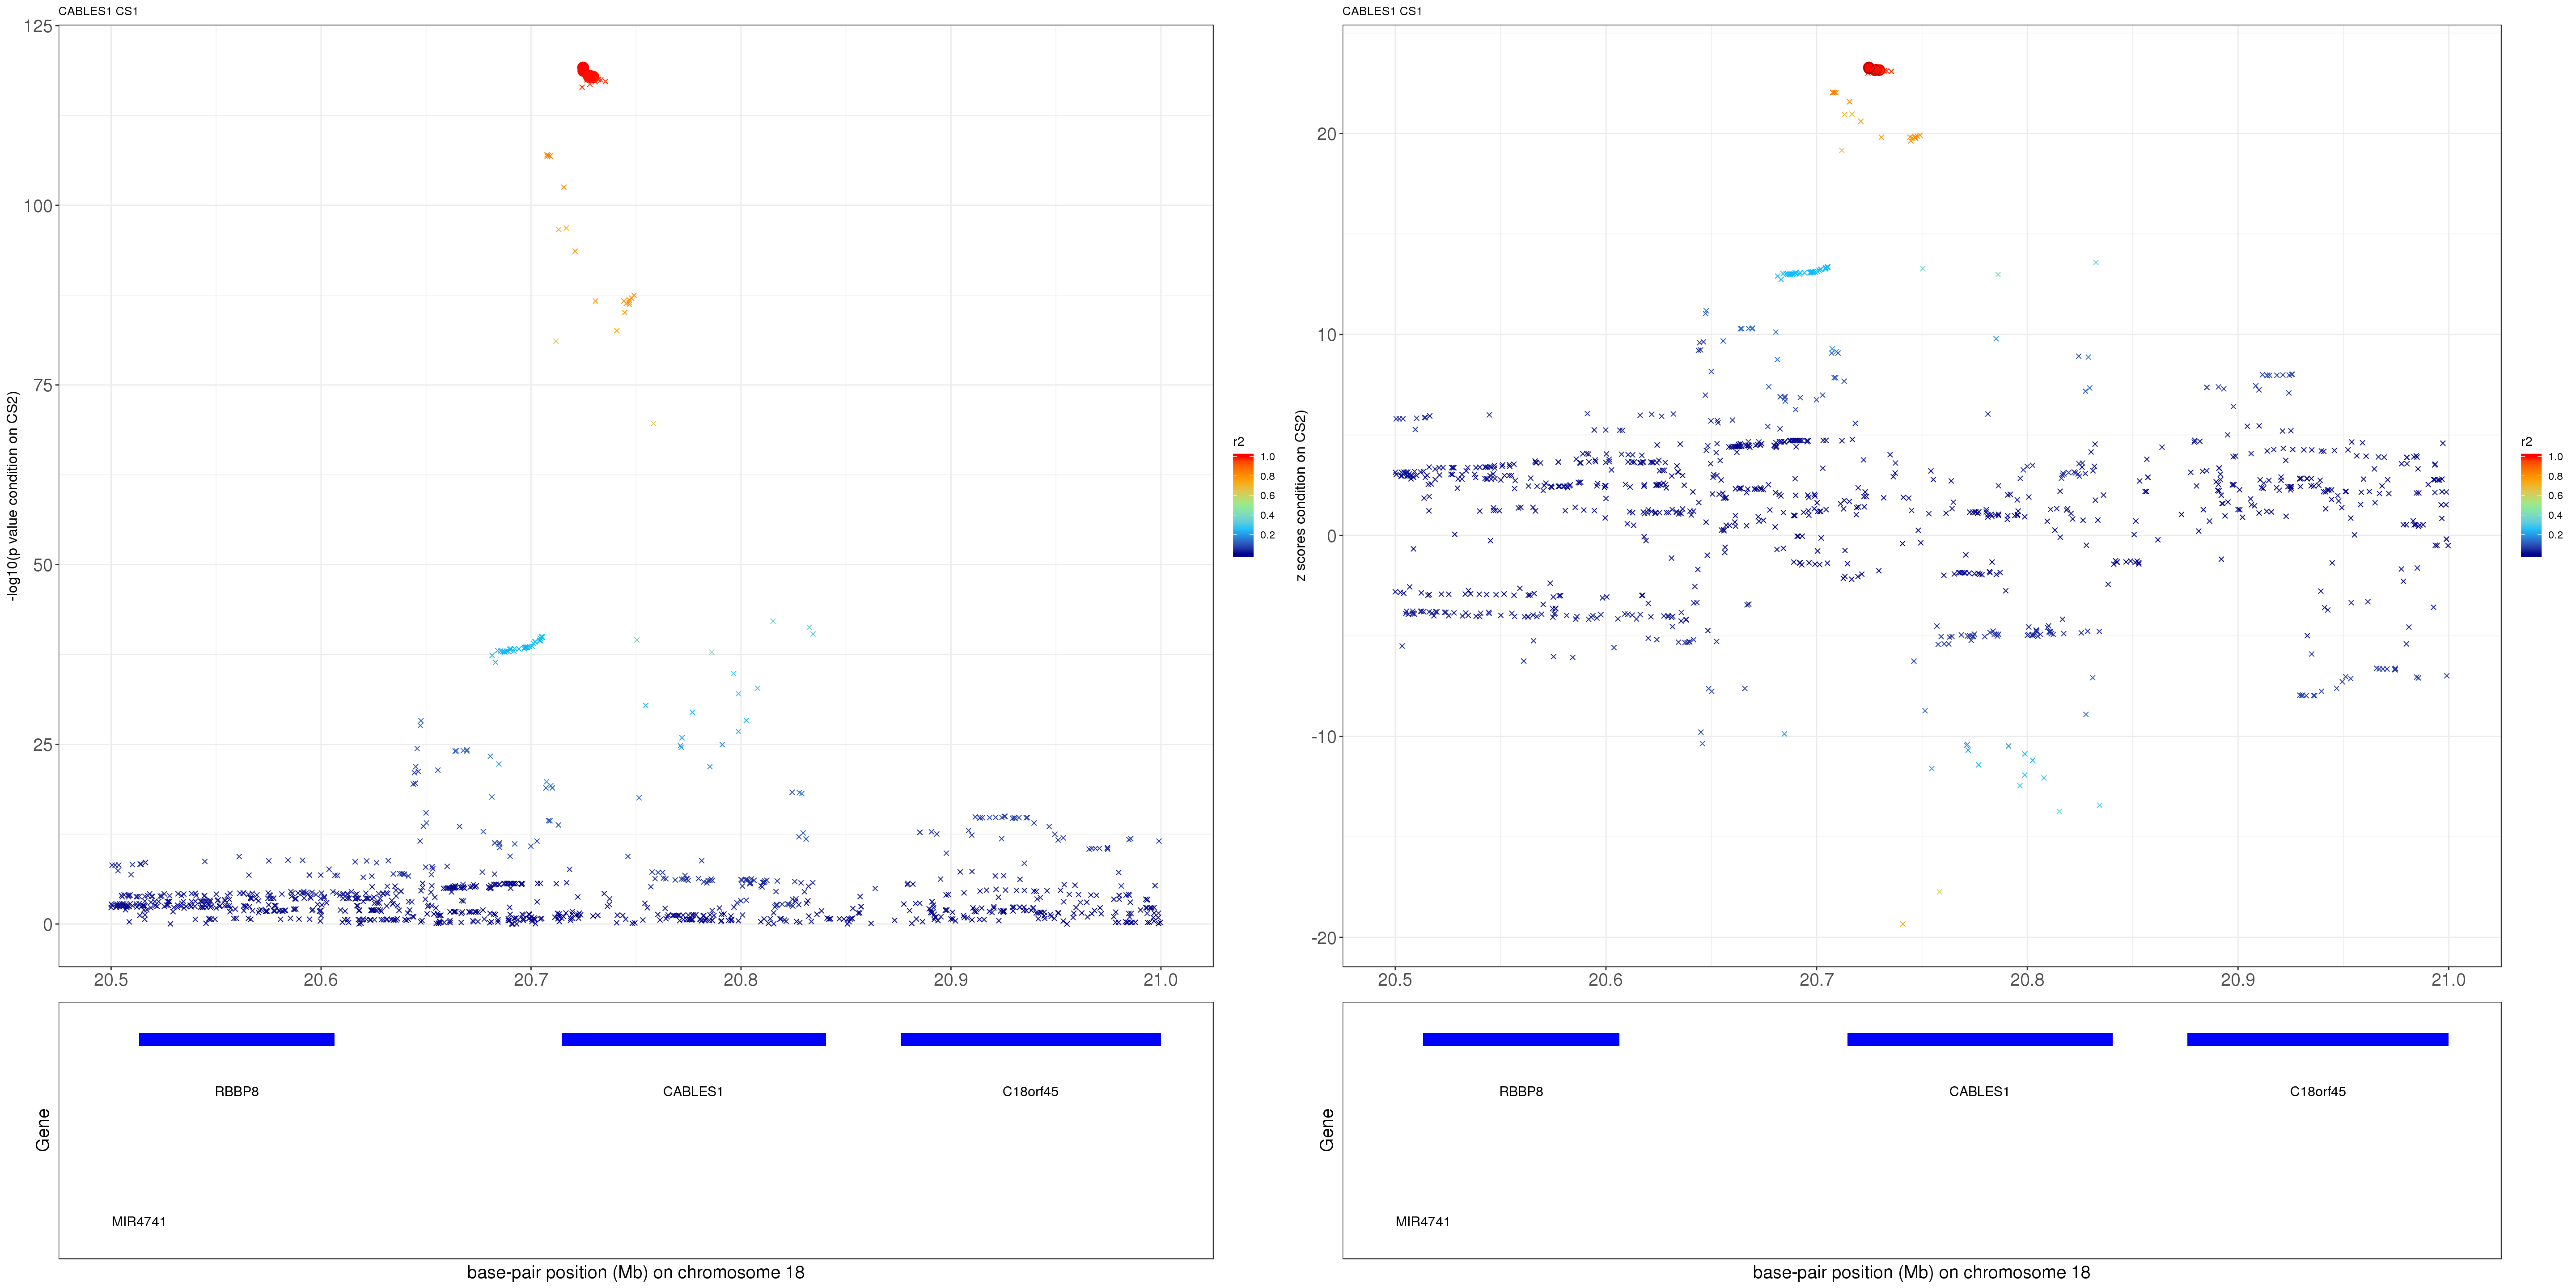 CABLES1 CS1
-log10(p value condition on CS2)
125
100
75
50
25
0
20.5 20.6 20.7 20.8 20.9 21.0
r2
1.0
0.8
0.6
0.4
0.2
Gene
RBBP8 CABLES1 C18orf45
MIR4741
base-pair position (Mb) on chromosome 18
CABLES1 CS1
z scores condition on CS2)
20
10
0
-10
-20
20.5 20.6 20.7 20.8 20.9 21.0
r2
1.0
0.8
0.6
0.4
0.2
Gene
RBBP8 CABLES1 C18orf45
MIR4741
base-pair position (Mb) on chromosome 18